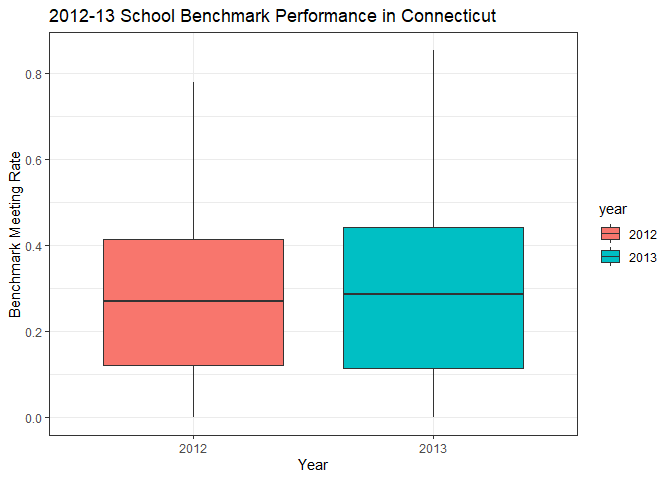 2012-13 School Benchmark Performance in Connecticut
Benchmark Meeting Rate
0.8
0.6
0.4
0.2
0.0
2012
2013
Year
year
2012
2013